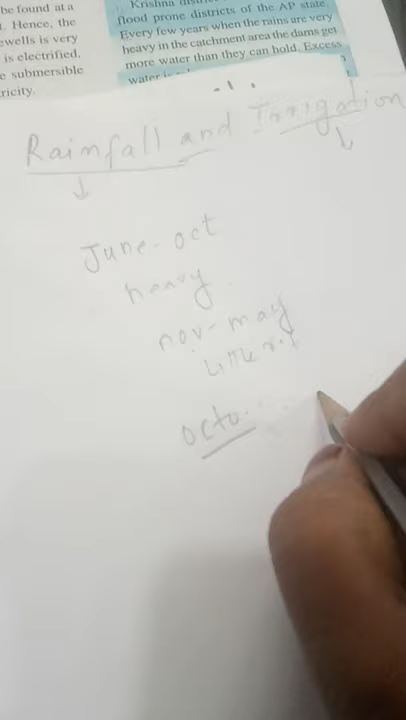 be found at a
. Hence, the
ewells is very
is electrified.
e submersible
ricity.
Krishna
flood prone districts of the AP state.
Every few years when the rains are very
heavy in the catchment area the dams get
more water than they can hold. Excess
water
Rainfall and Irrigation
June - oct
heavy
nov - may
octo